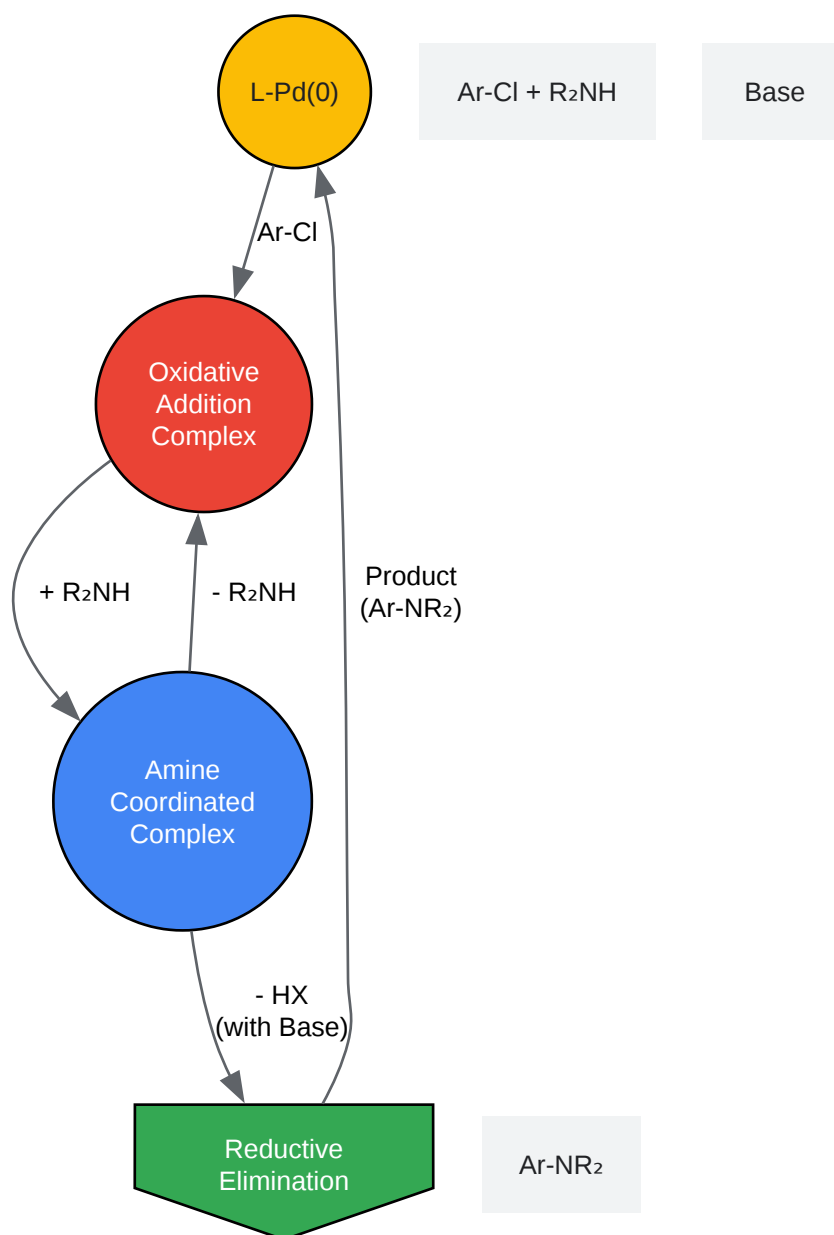 L-Pd(0)
Ar-Cl + R₂NH
Base
Ar-Cl
Oxidative
Addition
Complex
+ R₂NH
- R₂NH
Product
(Ar-NR₂)
Amine
Coordinated
Complex
- HX
(with Base)
Reductive
Elimination
Ar-NR₂